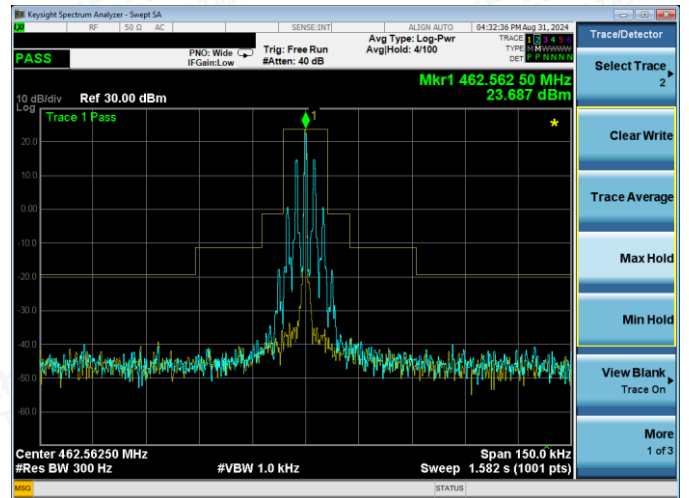 Keysight Spectrum Analyzer - Swept SA
RF 50 Ω AC SENSE:INT ALIGN AUTO 04:32:36 PM Aug 31, 2024
PASS
PNO: Wide
IFGain:Low
Trig: Free Run
#Atten: 40 dB
Avg Type: Log-Pwr
Avg|Hold: 4/100
TRACE 1 2 3 4 5 6
TYPE M M W W W W
DET P P N N N N
Mkr1 462.562 50 MHz
23.687 dBm
10 dB/div Ref 30.00 dBm
Log
Trace 1 Pass
1
20.0
10.0
0.00
-10.0
-20.0
-30.0
-40.0
-50.0
-60.0
Center 462.56250 MHz Span 150.0 kHz
#Res BW 300 Hz #VBW 1.0 kHz Sweep 1.582 s (1001 pts)
MSG STATUS
Trace/Detector
Select Trace
2
Clear Write
Trace Average
Max Hold
Min Hold
View Blank
Trace On
More
1 of 3